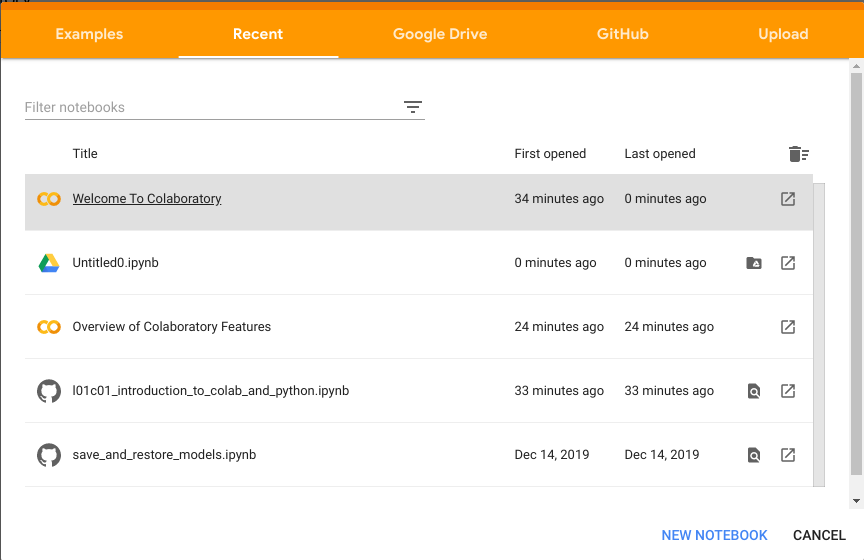 Examples Recent Google Drive GitHub Upload
Filter notebooks
Title First opened Last opened
Welcome To Colaboratory 34 minutes ago 0 minutes ago
Untitled0.ipynb 0 minutes ago 0 minutes ago
Overview of Colaboratory Features 24 minutes ago 24 minutes ago
l01c01_introduction_to_colab_and_python.ipynb 33 minutes ago 33 minutes ago
save_and_restore_models.ipynb Dec 14, 2019 Dec 14, 2019
NEW NOTEBOOK CANCEL